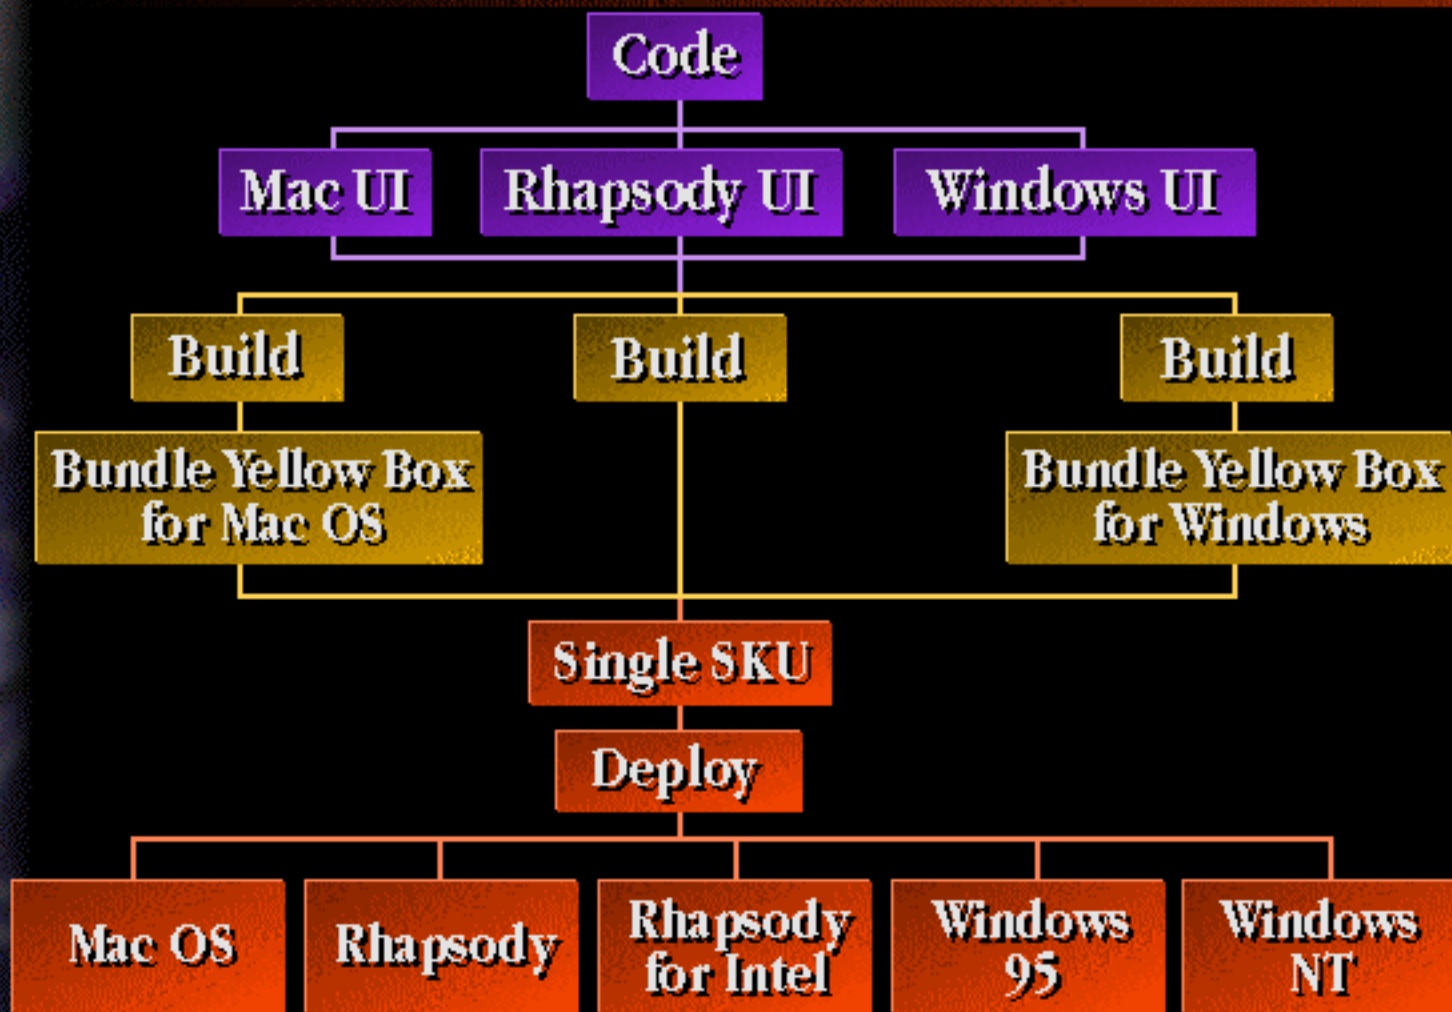 Code
Mac UI
Rhapsody UI
Windows UI
Build
Build
Build
Bundle Yellow Box
for Mac OS
Bundle Yellow Box
for Windows
Single SKU
Deploy
Mac OS
Rhapsody
Rhapsody
for Intel
Windows
95
Windows
NT